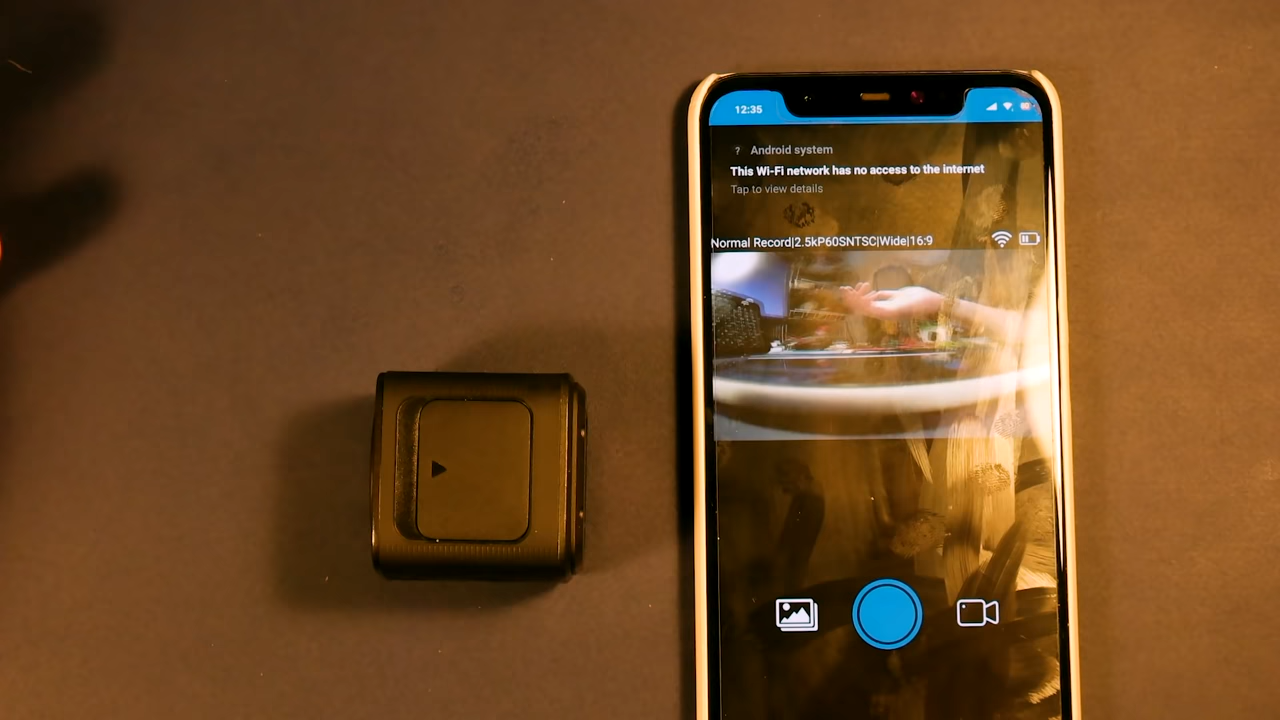 12:35
? Android system
This Wi-Fi network has no access to the internet
Tap to view details
Normal Record|2.5kP60SNTSC|Wide|16:9